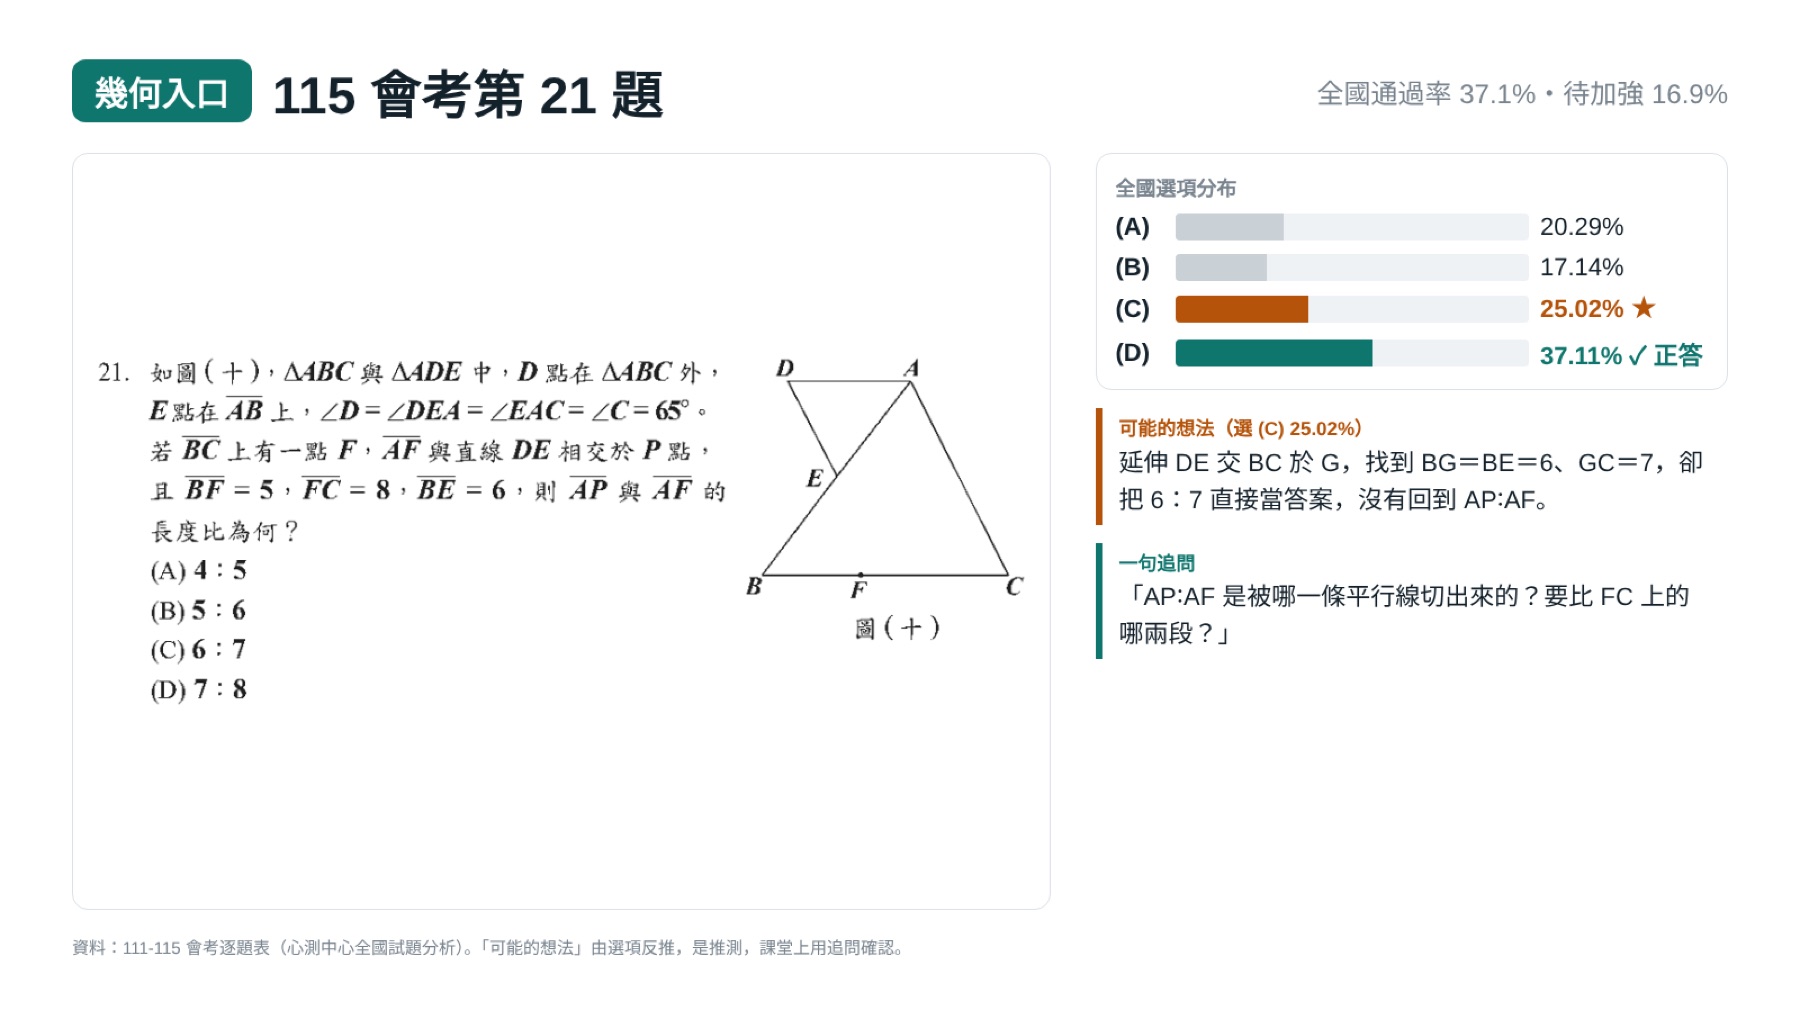 幾何入口
115 會考第 21 題
全國通過率 37.1%・待加強 16.9%
21. 如圖(十),ΔABC 與 ΔADE 中,D 點在 ΔABC 外,
E 點在 AB 上,∠D=∠DEA=∠EAC=∠C=65°。
若 BC 上有一點 F,AF 與直線 DE 相交於 P 點,
且 BF = 5,FC = 8,BE = 6,則 AP 與 AF 的
長度比為何?
(A) 4:5
(B) 5:6
(C) 6:7
(D) 7:8
D
A
E
B
F
C
圖(十)
全國選項分布
(A) 20.29%
(B) 17.14%
(C) 25.02% ★
(D) 37.11% ✓ 正答
可能的想法(選 (C) 25.02%)
延伸 DE 交 BC 於 G,找到 BG=BE=6、GC=7,卻
把 6:7 直接當答案,沒有回到 AP:AF。
一句追問
「AP:AF 是被哪一條平行線切出來的?要比 FC 上的
哪兩段?」
資料:111-115 會考逐題表(心測中心全國試題分析)。「可能的想法」由選項反推,是推測,課堂上用追問確認。